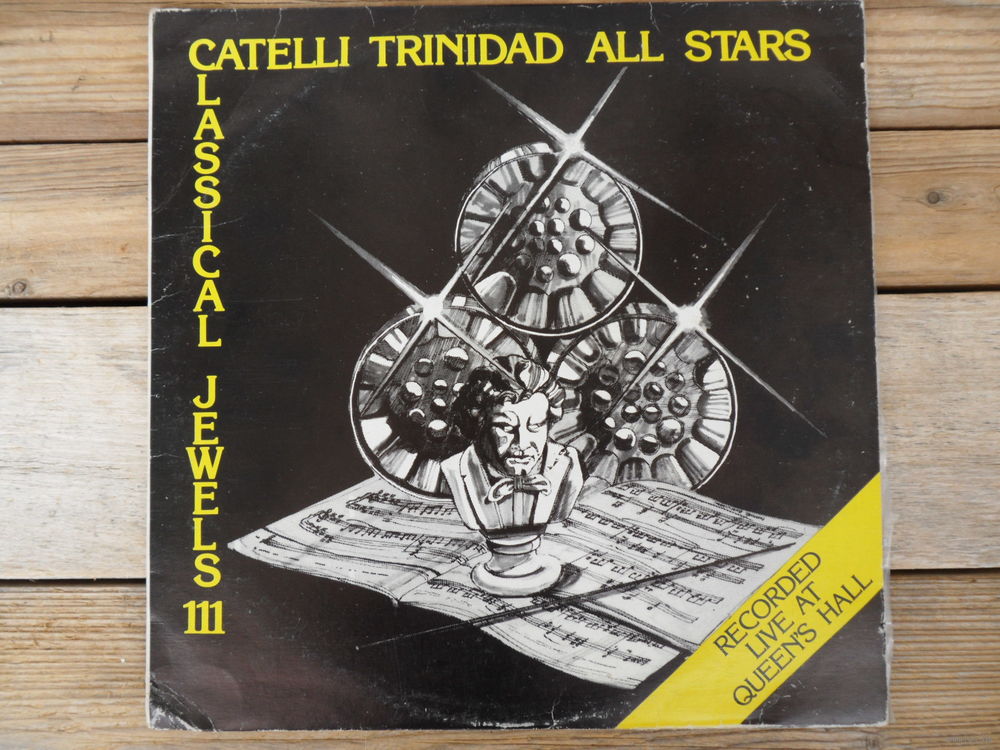 CATELLI TRINIDAD ALL STARS
CLASSICAL JEWELS 111
RECORDED
LIVE AT
QUEEN'S HALL